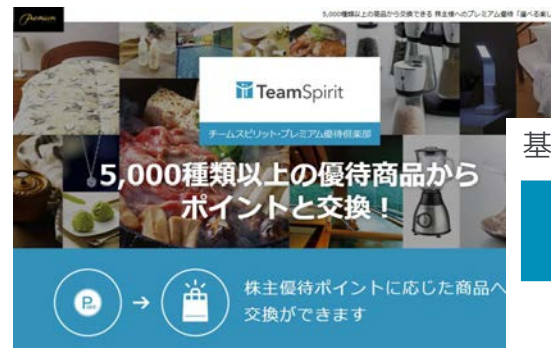 Premium
5,000種類以上の商品から交換できる 株主様へのプレミアム優待「選べる楽し
TeamSpirit
チームスピリット・プレミアム優待倶楽部
5,000種類以上の優待商品から
ポイントと交換！
基
P
株主優待ポイントに応じた商品へ
交換ができます